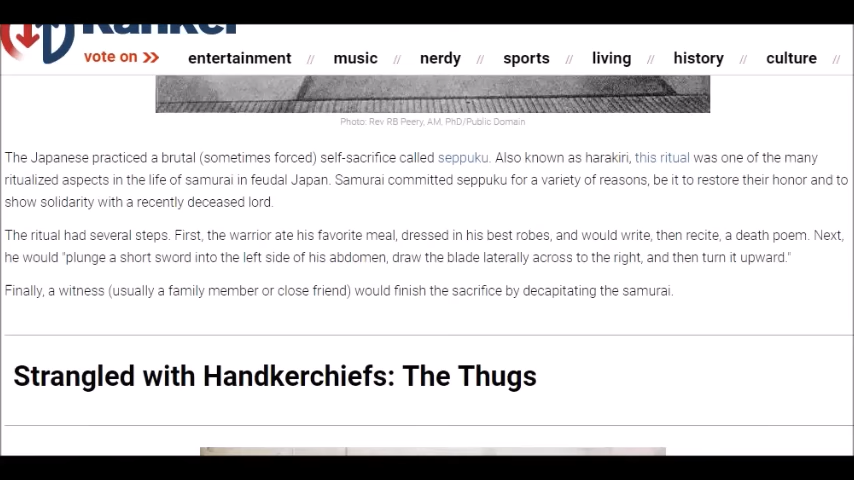 Ranker
vote on >> entertainment // music // nerdy // sports // living // history // culture //
Photo: Rev RB Peery, AM, PhD/Public Domain
The Japanese practiced a brutal (sometimes forced) self-sacrifice called seppuku. Also known as harakiri, this ritual was one of the many
ritualized aspects in the life of samurai in feudal Japan. Samurai committed seppuku for a variety of reasons, be it to restore their honor and to
show solidarity with a recently deceased lord.
The ritual had several steps. First, the warrior ate his favorite meal, dressed in his best robes, and would write, then recite, a death poem. Next,
he would "plunge a short sword into the left side of his abdomen, draw the blade laterally across to the right, and then turn it upward."
Finally, a witness (usually a family member or close friend) would finish the sacrifice by decapitating the samurai.
Strangled with Handkerchiefs: The Thugs